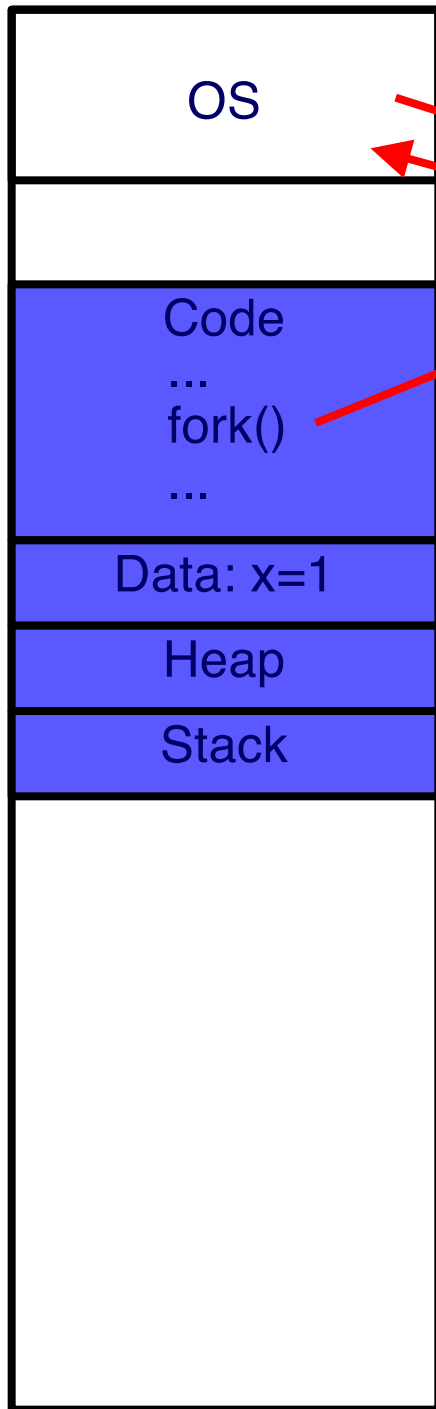 OS
Code
...
fork()
...
Data: x=1
Heap
Stack